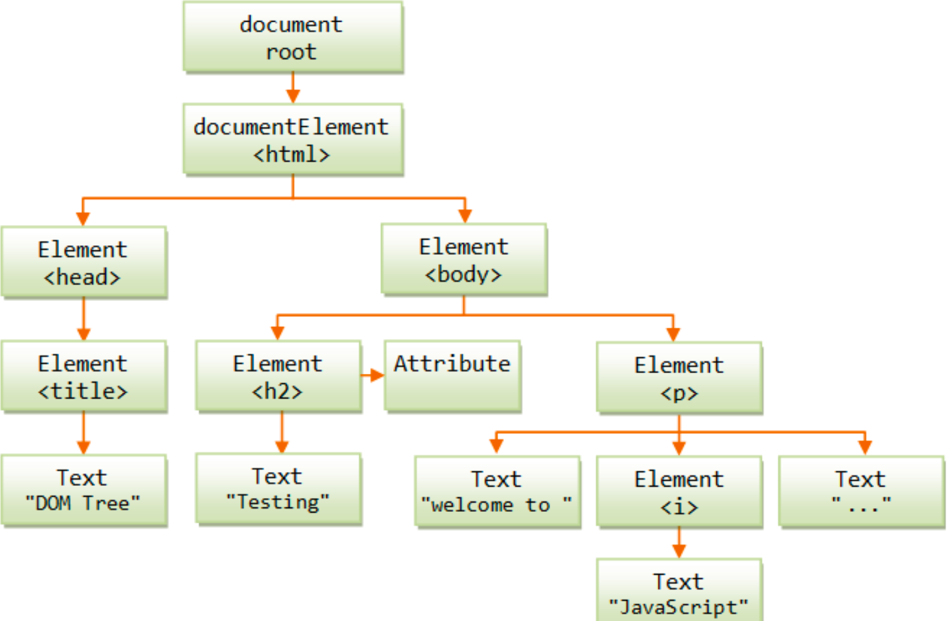 document
root
documentElement
<html>
Element
<head>
Element
<body>
Element
<title>
Element
<h2>
Attribute
Element
<p>
Text
"DOM Tree"
Text
"Testing"
Text
"welcome to "
Element
<i>
Text
" ..."
Text
"JavaScript"